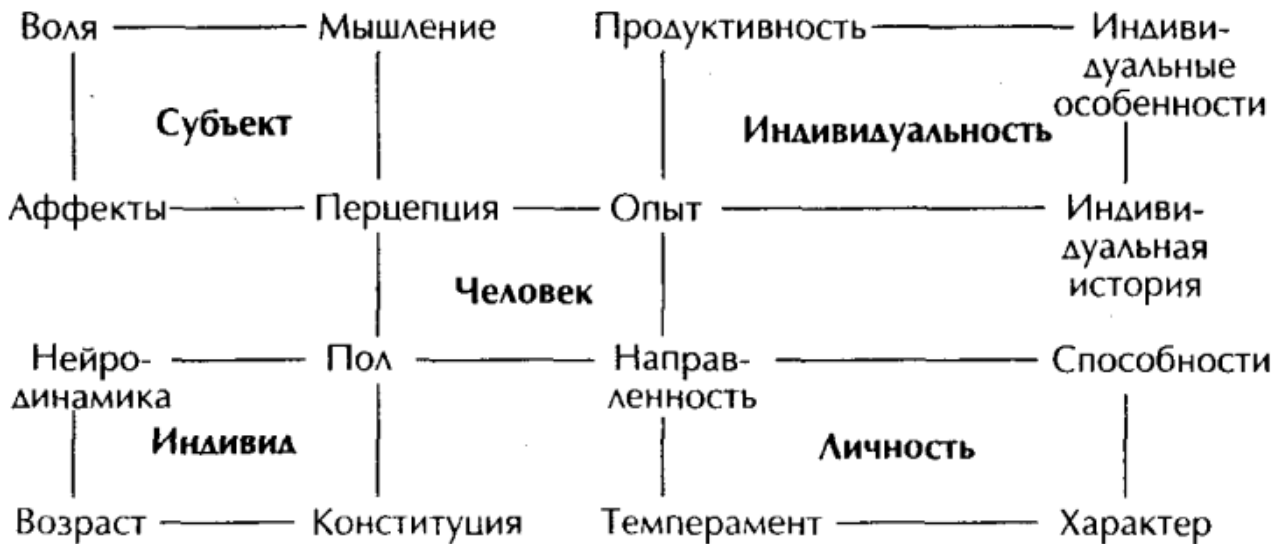 Воля Мышление Продуктивность Индиви-
дуальные
особенности
Субъект Индивидуальность
Аффекты Перцепция Опыт Индиви-
дуальная
история
Человек
Нейро- Пол Направ- Способности
динамика ленность
Индивид Личность
Возраст Конституция Темперамент Характер